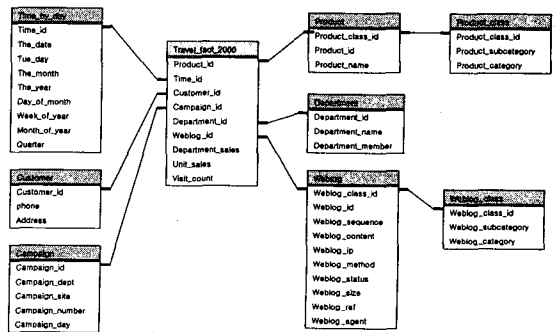 Time_by_day
Time_id
The_date
Tue_day
The_month
The_year
Day_of_month
Week_of_year
Month_of_year
Quarter
Customer
Customer_id
phone
Address
Campaign
Campaign_id
Campaign_dept
Campaign_site
Campaign_number
Campaign_day
Travel_fact_2000
Product_id
Time_id
Customer_id
Campaign_id
Department_id
Weblog_id
Department_sales
Unit_sales
Visit_count
Product
Product_class_id
Product_id
Product_name
Department
Department_id
Department_name
Department_member
Weblog
Weblog_class_id
Weblog_id
Weblog_sequence
Weblog_content
Weblog_ip
Weblog_method
Weblog_status
Weblog_size
Weblog_ref
Weblog_agent
Product_class
Product_class_id
Product_subcategory
Product_category
Weblog_class
Weblog_class_id
Weblog_subcategory
Weblog_category